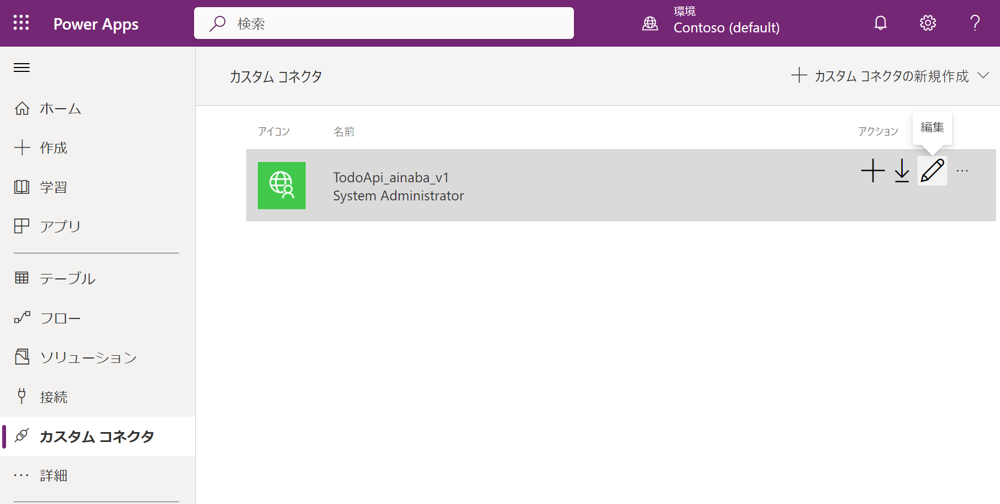 Power Apps
検索
環境
Contoso (default)
ホーム
作成
学習
アプリ
テーブル
フロー
ソリューション
接続
カスタム コネクタ
詳細
カスタム コネクタ
カスタム コネクタの新規作成
アイコン
名前
アクション
編集
TodoApi_ainaba_v1
System Administrator